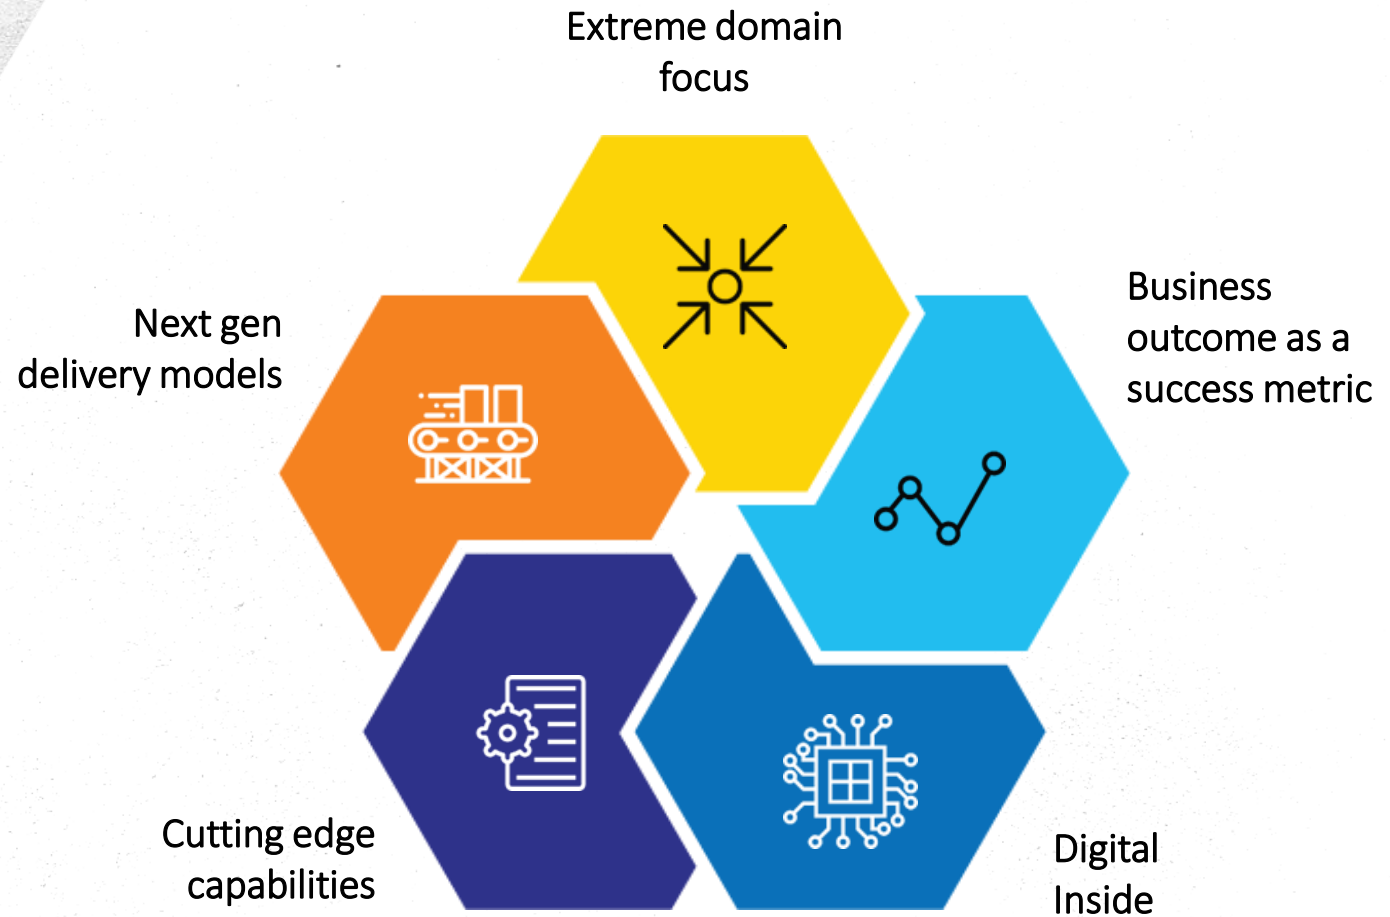 Extreme domain
focus
Business
outcome as a
success metric
Next gen
delivery models
Cutting edge
capabilities
Digital
Inside